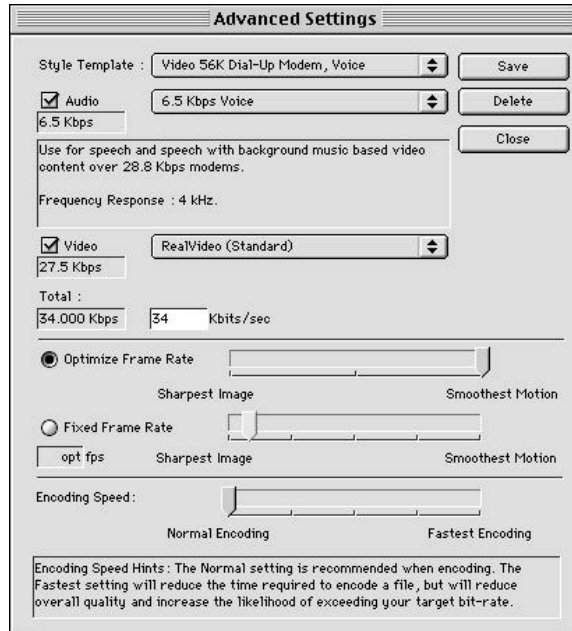 Advanced Settings
Style Template : Video 56K Dial-Up Modem, Voice Save
Audio 6.5 Kbps Voice Delete
6.5 Kbps
Close
Use for speech and speech with background music based video
content over 28.8 Kbps modems.
Frequency Response : 4 kHz.
Video RealVideo (Standard)
27.5 Kbps
Total :
34.000 Kbps 34 Kbits/sec
Optimize Frame Rate
Sharpest Image Smoothest Motion
Fixed Frame Rate
opt fps Sharpest Image Smoothest Motion
Encoding Speed :
Normal Encoding Fastest Encoding
Encoding Speed Hints : The Normal setting is recommended when encoding. The
Fastest setting will reduce the time required to encode a file, but will reduce
overall quality and increase the likelihood of exceeding your target bit-rate.